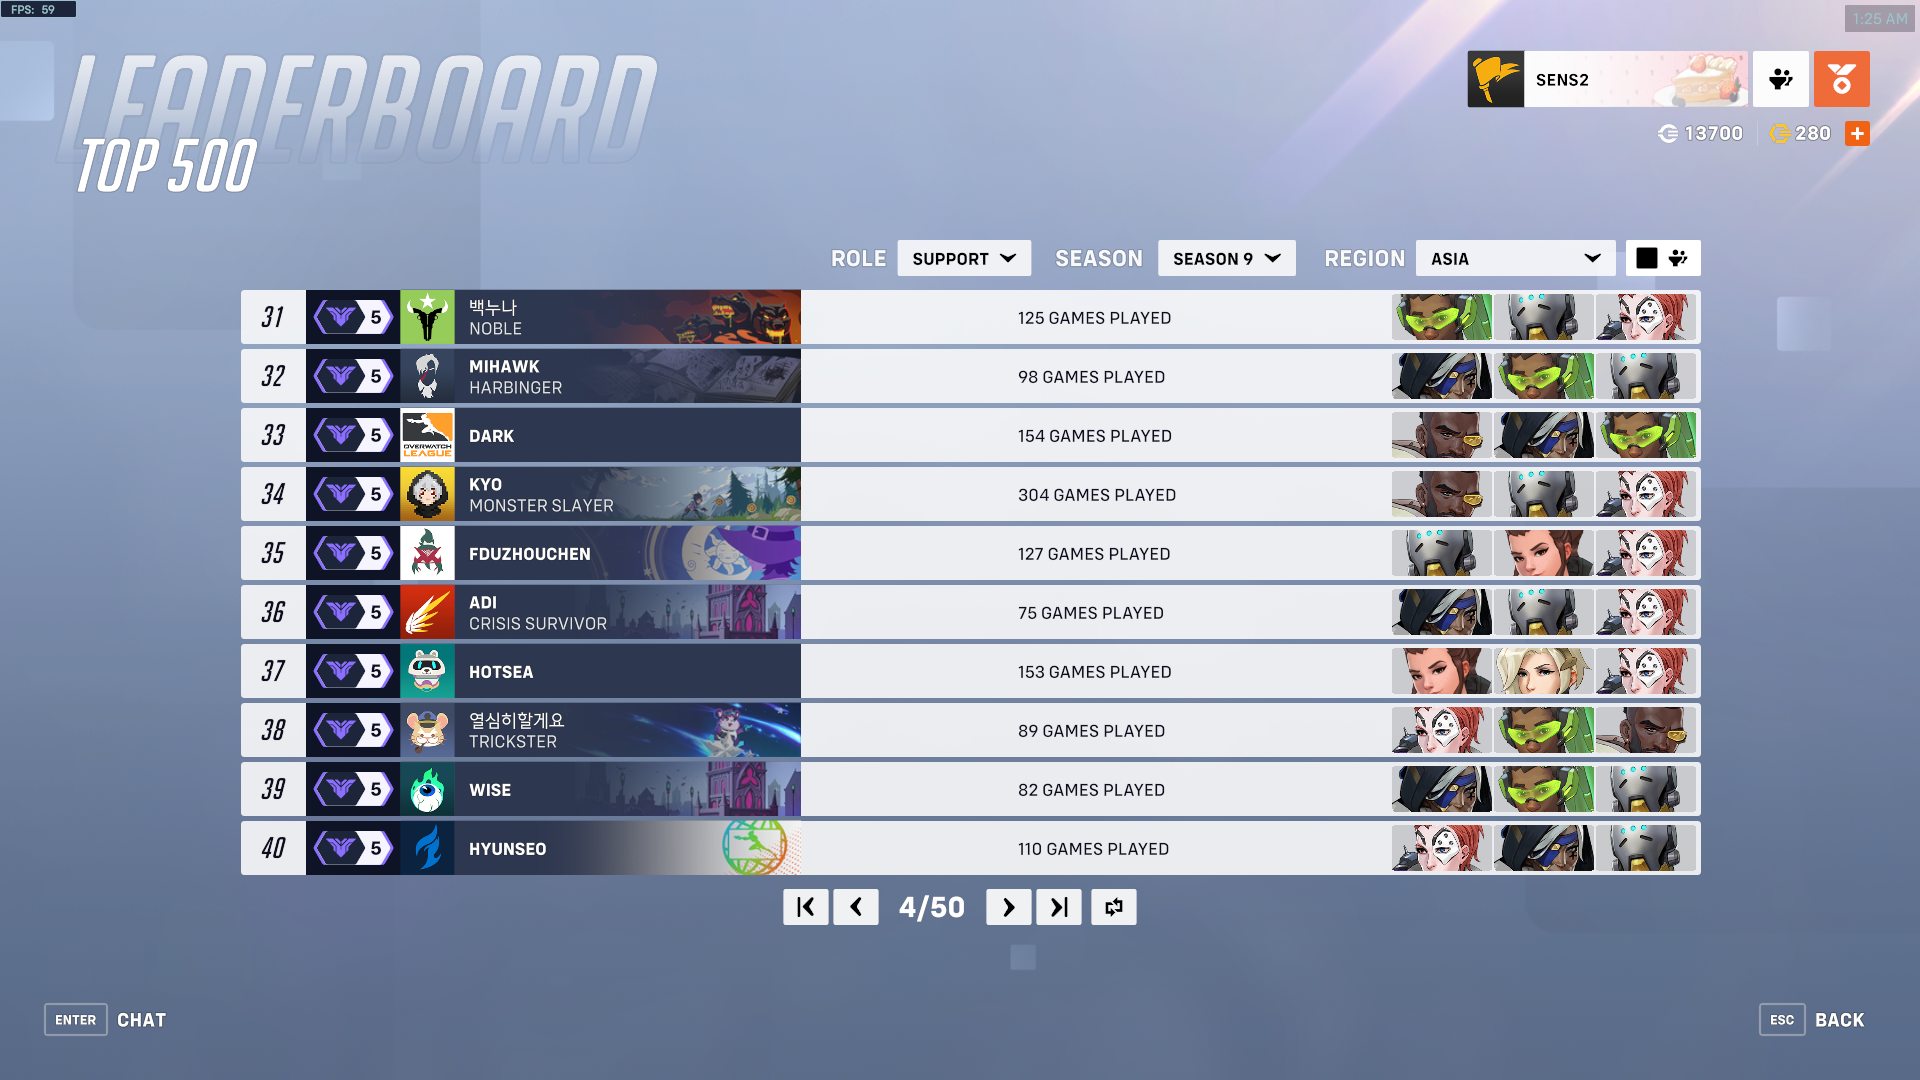 FPS: 59
1:25 AM
LEADERBOARD
TOP 500
SENS2
13700
280
ROLE SUPPORT SEASON SEASON 9 REGION ASIA
31 5 백누나 125 GAMES PLAYED
NOBLE
32 5 MIHAWK 98 GAMES PLAYED
HARBINGER
33 5 OVERWATCH LEAGUE DARK 154 GAMES PLAYED
34 5 KYO 304 GAMES PLAYED
MONSTER SLAYER
35 5 FDUZHOUCHEN 127 GAMES PLAYED
36 5 ADI 75 GAMES PLAYED
CRISIS SURVIVOR
37 5 HOTSEA 153 GAMES PLAYED
38 5 열심히할게요 89 GAMES PLAYED
TRICKSTER
39 5 WISE 82 GAMES PLAYED
40 5 HYUNSEO 110 GAMES PLAYED
4/50
ENTER CHAT
ESC BACK